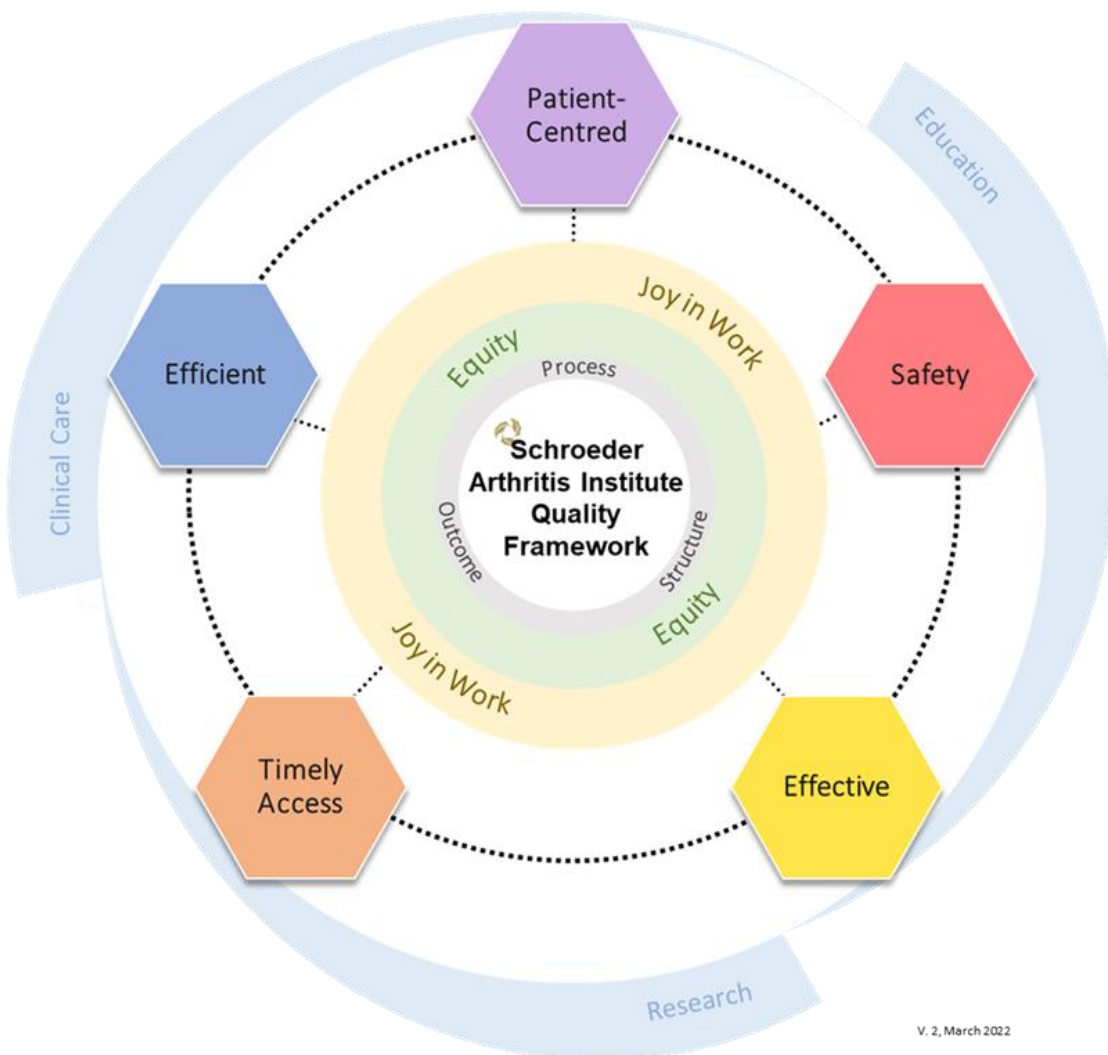 Patient-
Centred
Education
Joy in Work
Efficient
Safety
Equity
Process
Clinical Care
Schroeder
Arthritis Institute
Quality
Framework
Outcome
Structure
Equity
Joy in Work
Timely
Access
Effective
Research
V. 2, March 2022